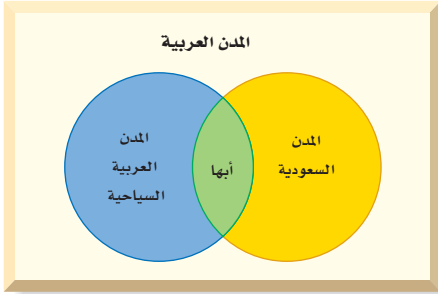 المدن العربية
المدن
السعودية
أبها
المدن
العربية
السياحية